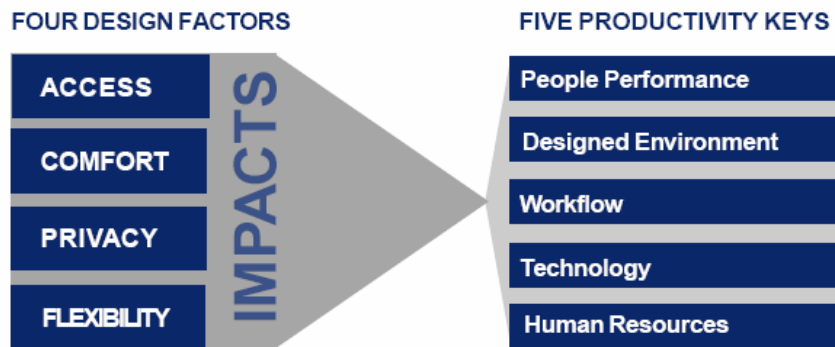 FOUR DESIGN FACTORS
ACCESS
COMFORT
PRIVACY
FLEXIBILITY
IMPACTS
FIVE PRODUCTIVITY KEYS
People Performance
Designed Environment
Workflow
Technology
Human Resources